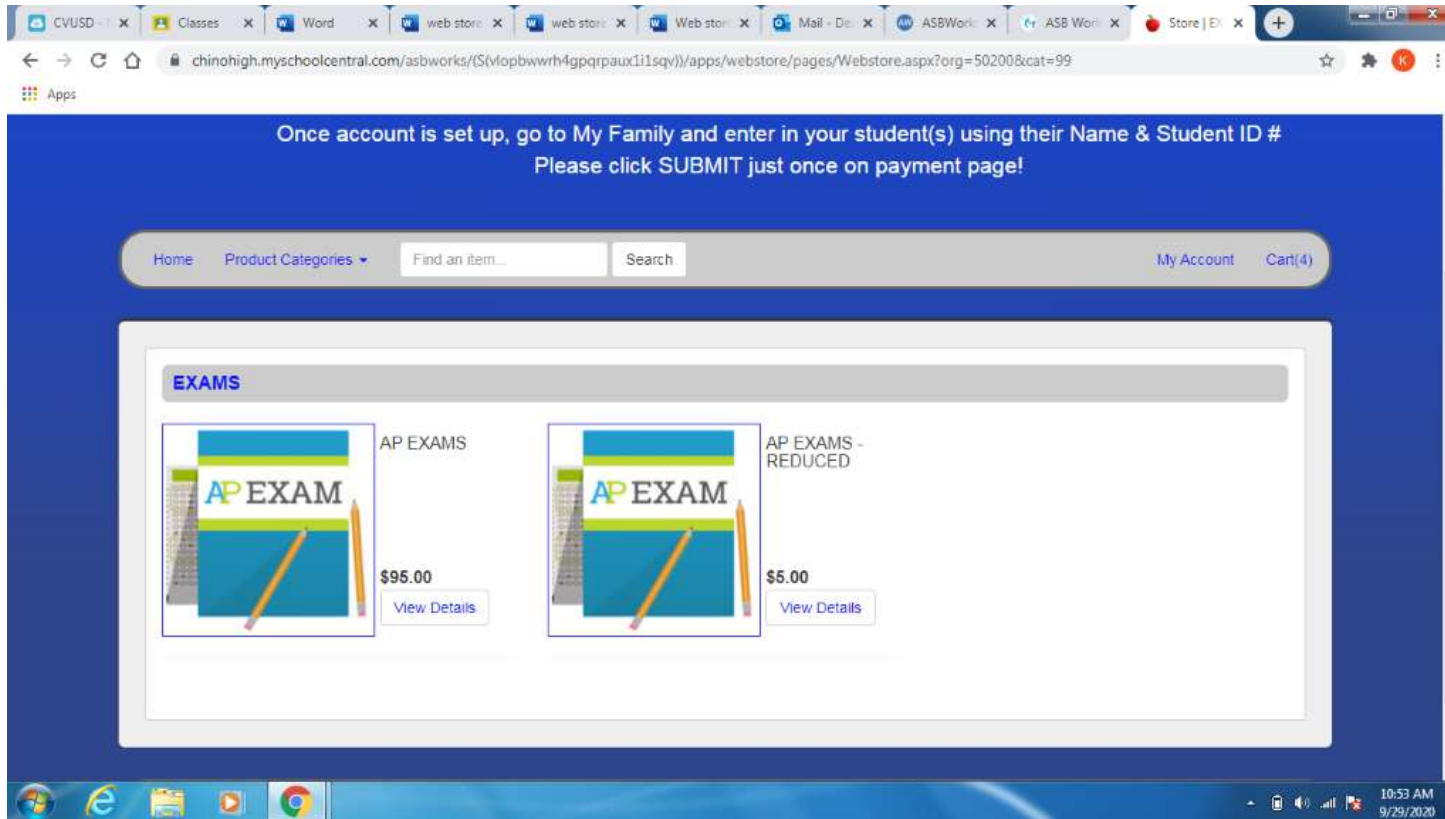 CVUSD -
Classes
Word
web store
web store
Web stor
Mail - De
ASBWork
ASB Work
Store | EX
chinohigh.myschoolcentral.com/asbworks/(S(vlopbwwrh4gpqrpaux1i1sqv))/apps/webstore/pages/Webstore.aspx?org=50200&cat=99
K
Apps
Once account is set up, go to My Family and enter in your student(s) using their Name & Student ID #
Please click SUBMIT just once on payment page!
Home Product Categories Find an item... Search My Account Cart(4)
EXAMS
AP EXAM
AP EXAMS
$95.00
View Details
AP EXAM
AP EXAMS -
REDUCED
$5.00
View Details
10:53 AM
9/29/2020